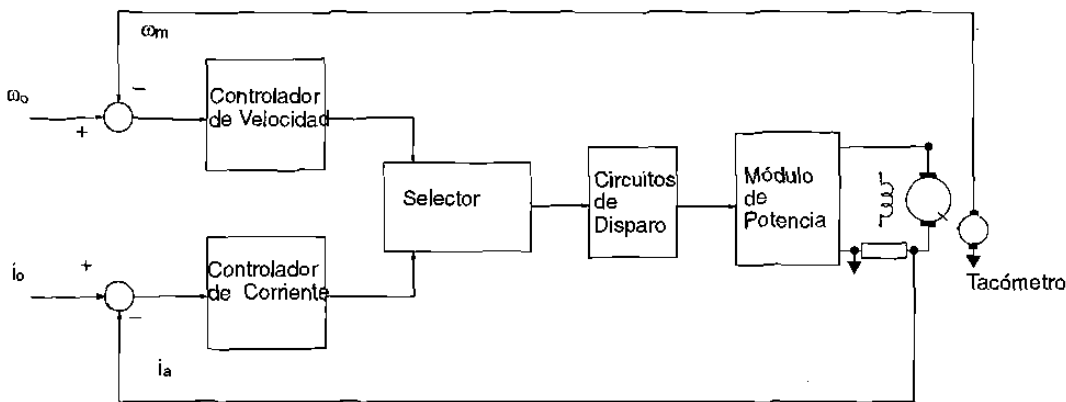 ωm
−
Controlador
de Velocidad
ωo
+
Selector
Circuitos
de
Disparo
Módulo
de
Potencia
io
+
Controlador
de Corriente
−
ia
Tacómetro